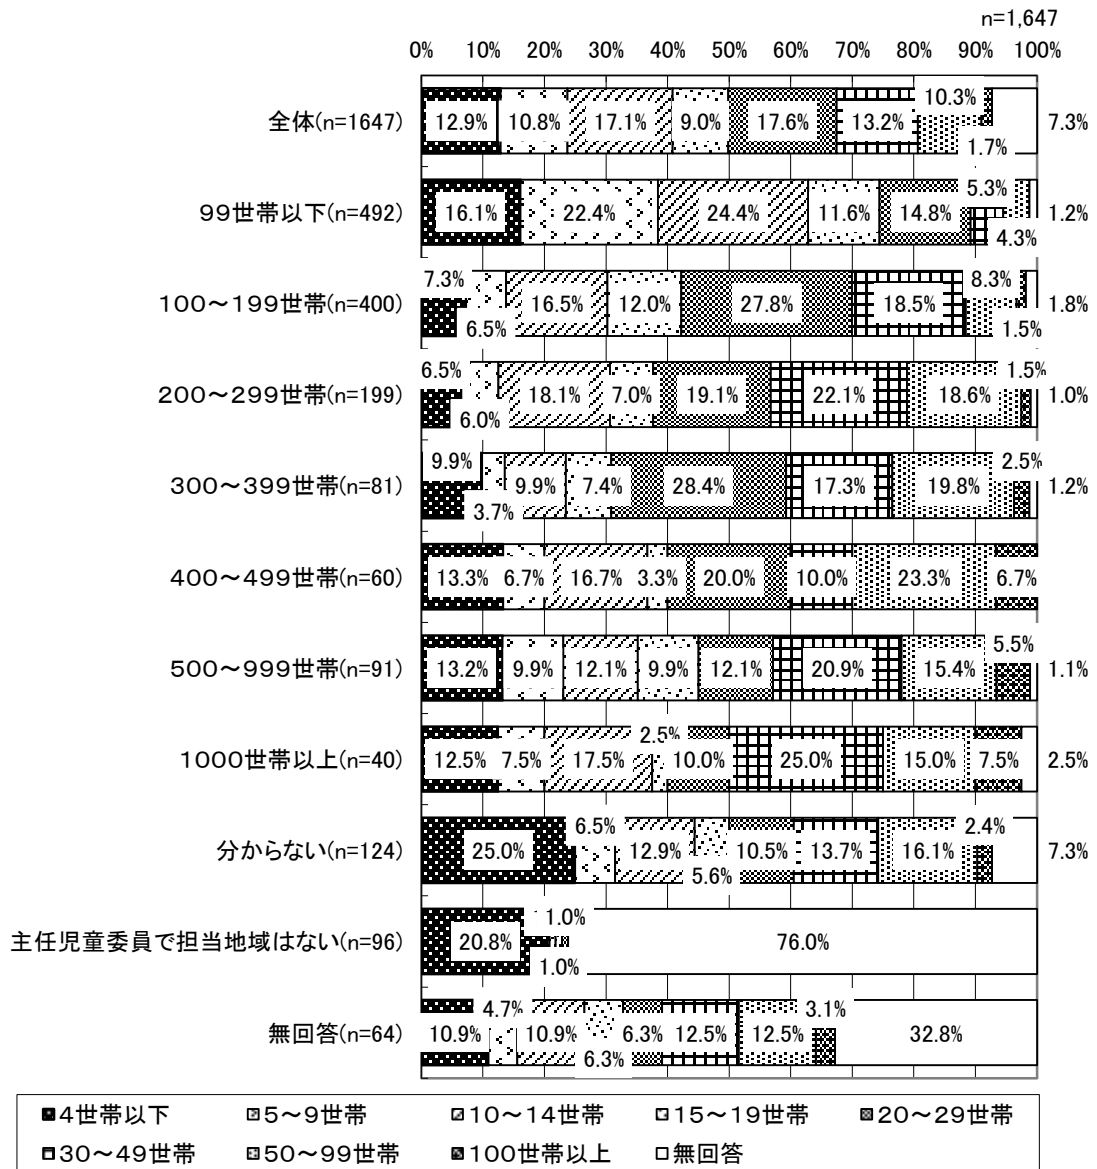 n=1,647
0% 10% 20% 30% 40% 50% 60% 70% 80% 90% 100%
全体(n=1647) 12.9% 10.8% 17.1% 9.0% 17.6% 13.2% 10.3% 1.7% 7.3%
99世帯以下(n=492) 16.1% 22.4% 24.4% 11.6% 14.8% 5.3% 4.3% 1.2%
100～199世帯(n=400) 7.3% 6.5% 16.5% 12.0% 27.8% 18.5% 8.3% 1.5% 1.8%
200～299世帯(n=199) 6.5% 6.0% 18.1% 7.0% 19.1% 22.1% 18.6% 1.5% 1.0%
300～399世帯(n=81) 9.9% 3.7% 9.9% 7.4% 28.4% 17.3% 19.8% 2.5% 1.2%
400～499世帯(n=60) 13.3% 6.7% 16.7% 3.3% 20.0% 10.0% 23.3% 6.7%
500～999世帯(n=91) 13.2% 9.9% 12.1% 9.9% 12.1% 20.9% 15.4% 5.5% 1.1%
1000世帯以上(n=40) 12.5% 7.5% 17.5% 2.5% 10.0% 25.0% 15.0% 7.5% 2.5%
分からない(n=124) 25.0% 6.5% 12.9% 5.6% 10.5% 13.7% 16.1% 2.4% 7.3%
主任児童委員で担当地域はない(n=96) 20.8% 1.0% 1.0% 76.0%
無回答(n=64) 10.9% 4.7% 10.9% 6.3% 6.3% 12.5% 12.5% 3.1% 32.8%
4世帯以下 5～9世帯 10～14世帯 15～19世帯 20～29世帯
30～49世帯 50～99世帯 100世帯以上 無回答